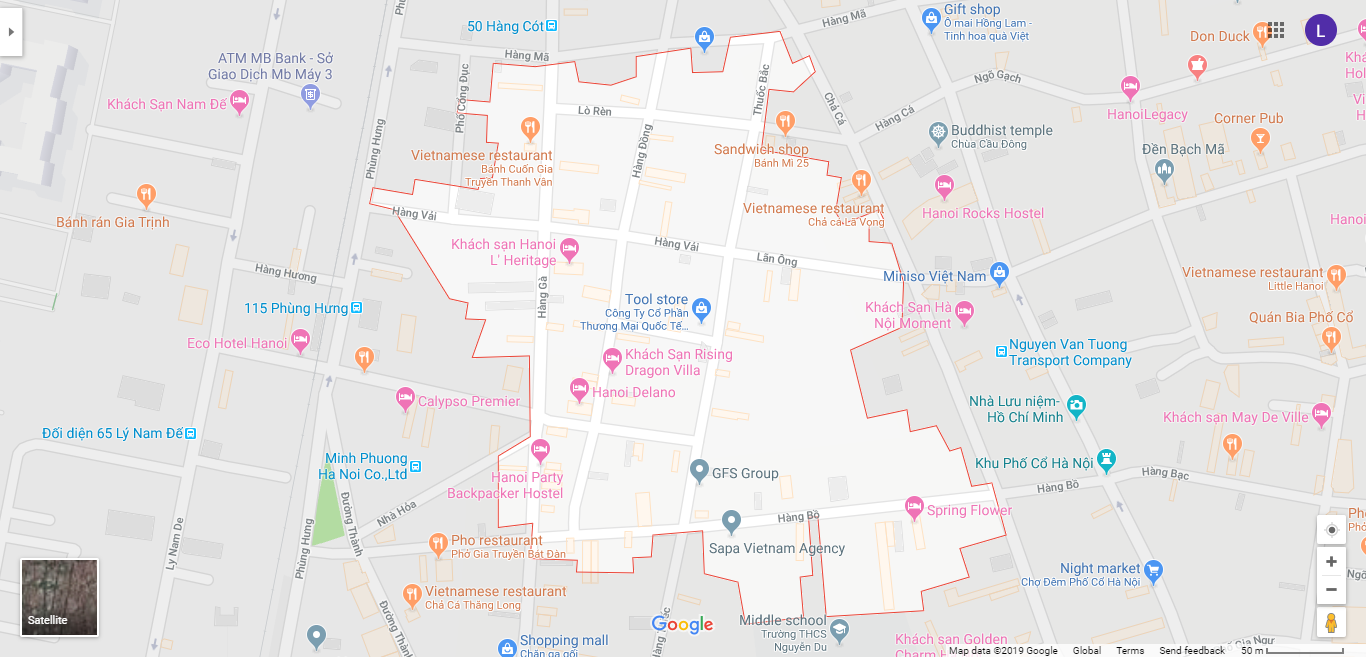 Gift shop
Ô mai Hồng Lam -
Tinh hoa quà Việt
50 Hàng Cót
Hàng Mã
L
Don Duck
Hàng Mã
ATM MB Bank - Sở
Giao Dịch Mb Máy 3
Ngõ Gạch
Khách Sạn Nam Đế
Phố Cổng Đục
Thuốc Bắc
Chả Cá
HanoiLegacy
Lò Rèn
Hàng Cá
Corner Pub
Phùng Hưng
Hàng Đồng
Buddhist temple
Chùa Cầu Đông
Sandwich shop
Bánh Mì 25
Đền Bạch Mã
Vietnamese restaurant
Bánh Cuốn Gia
Truyền Thanh Vân
Bánh rán Gia Trịnh
Hàng Vải
Vietnamese restaurant
Chả cá Lã Vọng
Hanoi Rocks Hostel
Hanoi
Khách sạn Hanoi
L' Heritage
Hàng Vải
Lãn Ông
Hàng Hương
Hàng Gà
Miniso Việt Nam
Vietnamese restaurant
Little Hanoi
115 Phùng Hưng
Tool store
Công Ty Cổ Phần
Thương Mại Quốc Tế...
Khách Sạn Hà
Nội Moment
Quán Bia Phố Cổ
Eco Hotel Hanoi
Khách Sạn Rising
Dragon Villa
Nguyen Van Tuong
Transport Company
Hanoi Delano
Calypso Premier
Nhà Lưu niệm-
Hồ Chí Minh
Khách sạn May De Ville
Đối diện 65 Lý Nam Đế
Minh Phuong
Ha Noi Co.,Ltd
Hanoi Party
Backpacker Hostel
GFS Group
Khu Phố Cổ Hà Nội
Hàng Bạc
Hàng Bồ
Ly Nam De
Phùng Hưng
Đường Thành
Nhà Hỏa
Hàng Bồ
Spring Flower
Pho restaurant
Phở Gia Truyền Bát Đàn
Sapa Vietnam Agency
Night market
Chợ Đêm Phố Cổ Hà Nội
Vietnamese restaurant
Chả Cá Thăng Long
Đường Thành
Satellite
Google
Middle school
Trường THCS
Nguyễn Du
Shopping mall
Chăn ga gối
Khách sạn Golden
Charm H
Map data ©2019 Google
Global
Terms
Send feedback
50 m